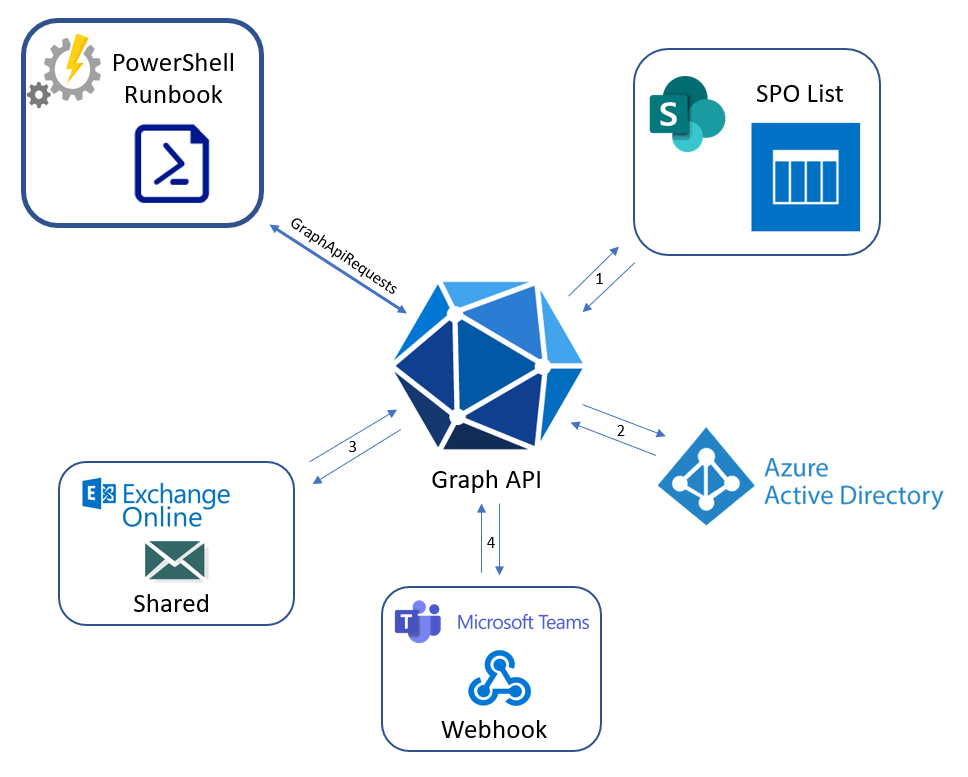 PowerShell
Runbook
S
SPO List
GraphApiRequests
1
2
3
Graph API
Azure
Active Directory
E
Exchange
Online
Shared
4
T
Microsoft Teams
Webhook